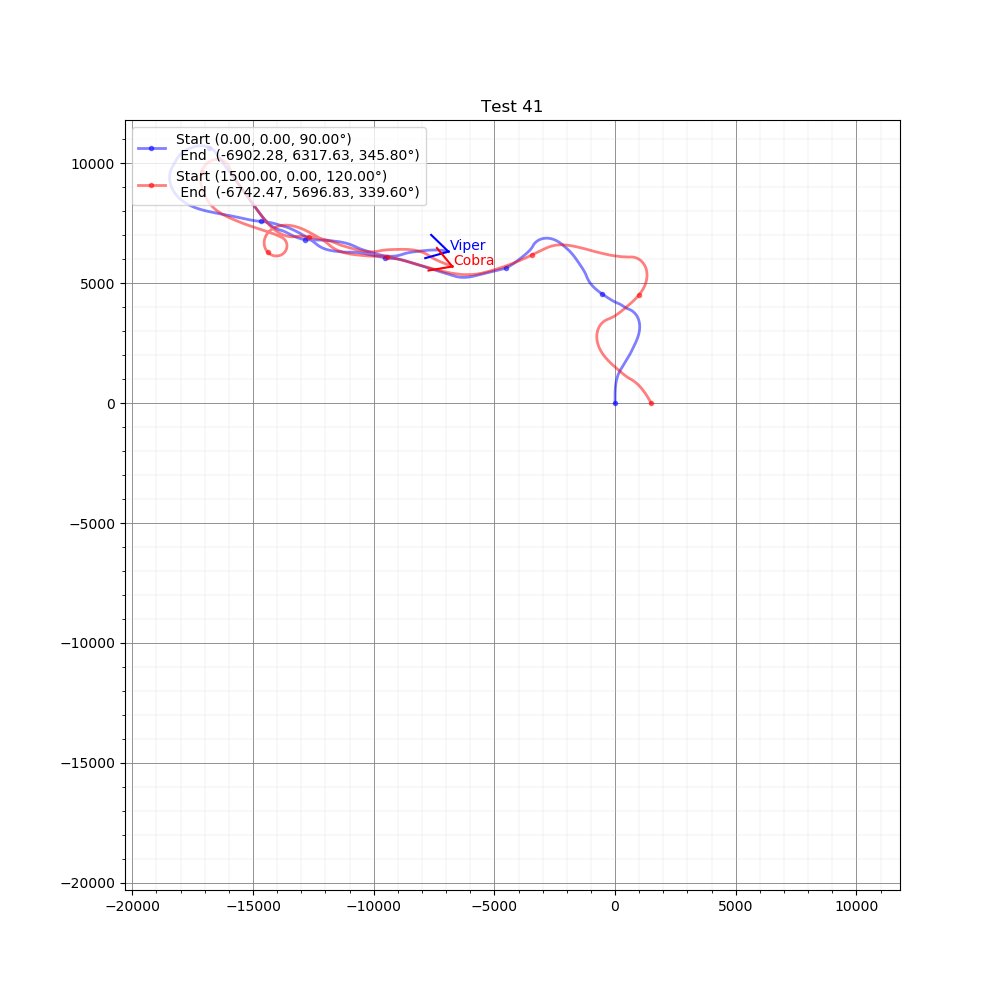 Test 41
Start (0.00, 0.00, 90.00°)
End (-6902.28, 6317.63, 345.80°)
Start (1500.00, 0.00, 120.00°)
End (-6742.47, 5696.83, 339.60°)
10000
5000
0
−5000
−10000
−15000
−20000
Viper
Cobra
−20000 −15000 −10000 −5000 0 5000 10000